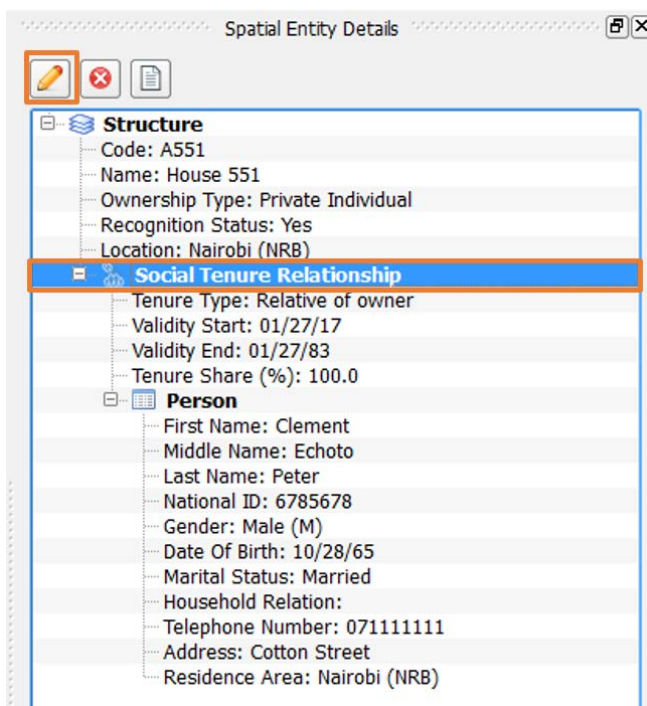 Spatial Entity Details
Structure
Code: A551
Name: House 551
Ownership Type: Private Individual
Recognition Status: Yes
Location: Nairobi (NRB)
Social Tenure Relationship
Tenure Type: Relative of owner
Validity Start: 01/27/17
Validity End: 01/27/83
Tenure Share (%): 100.0
Person
First Name: Clement
Middle Name: Echoto
Last Name: Peter
National ID: 6785678
Gender: Male (M)
Date Of Birth: 10/28/65
Marital Status: Married
Household Relation:
Telephone Number: 071111111
Address: Cotton Street
Residence Area: Nairobi (NRB)